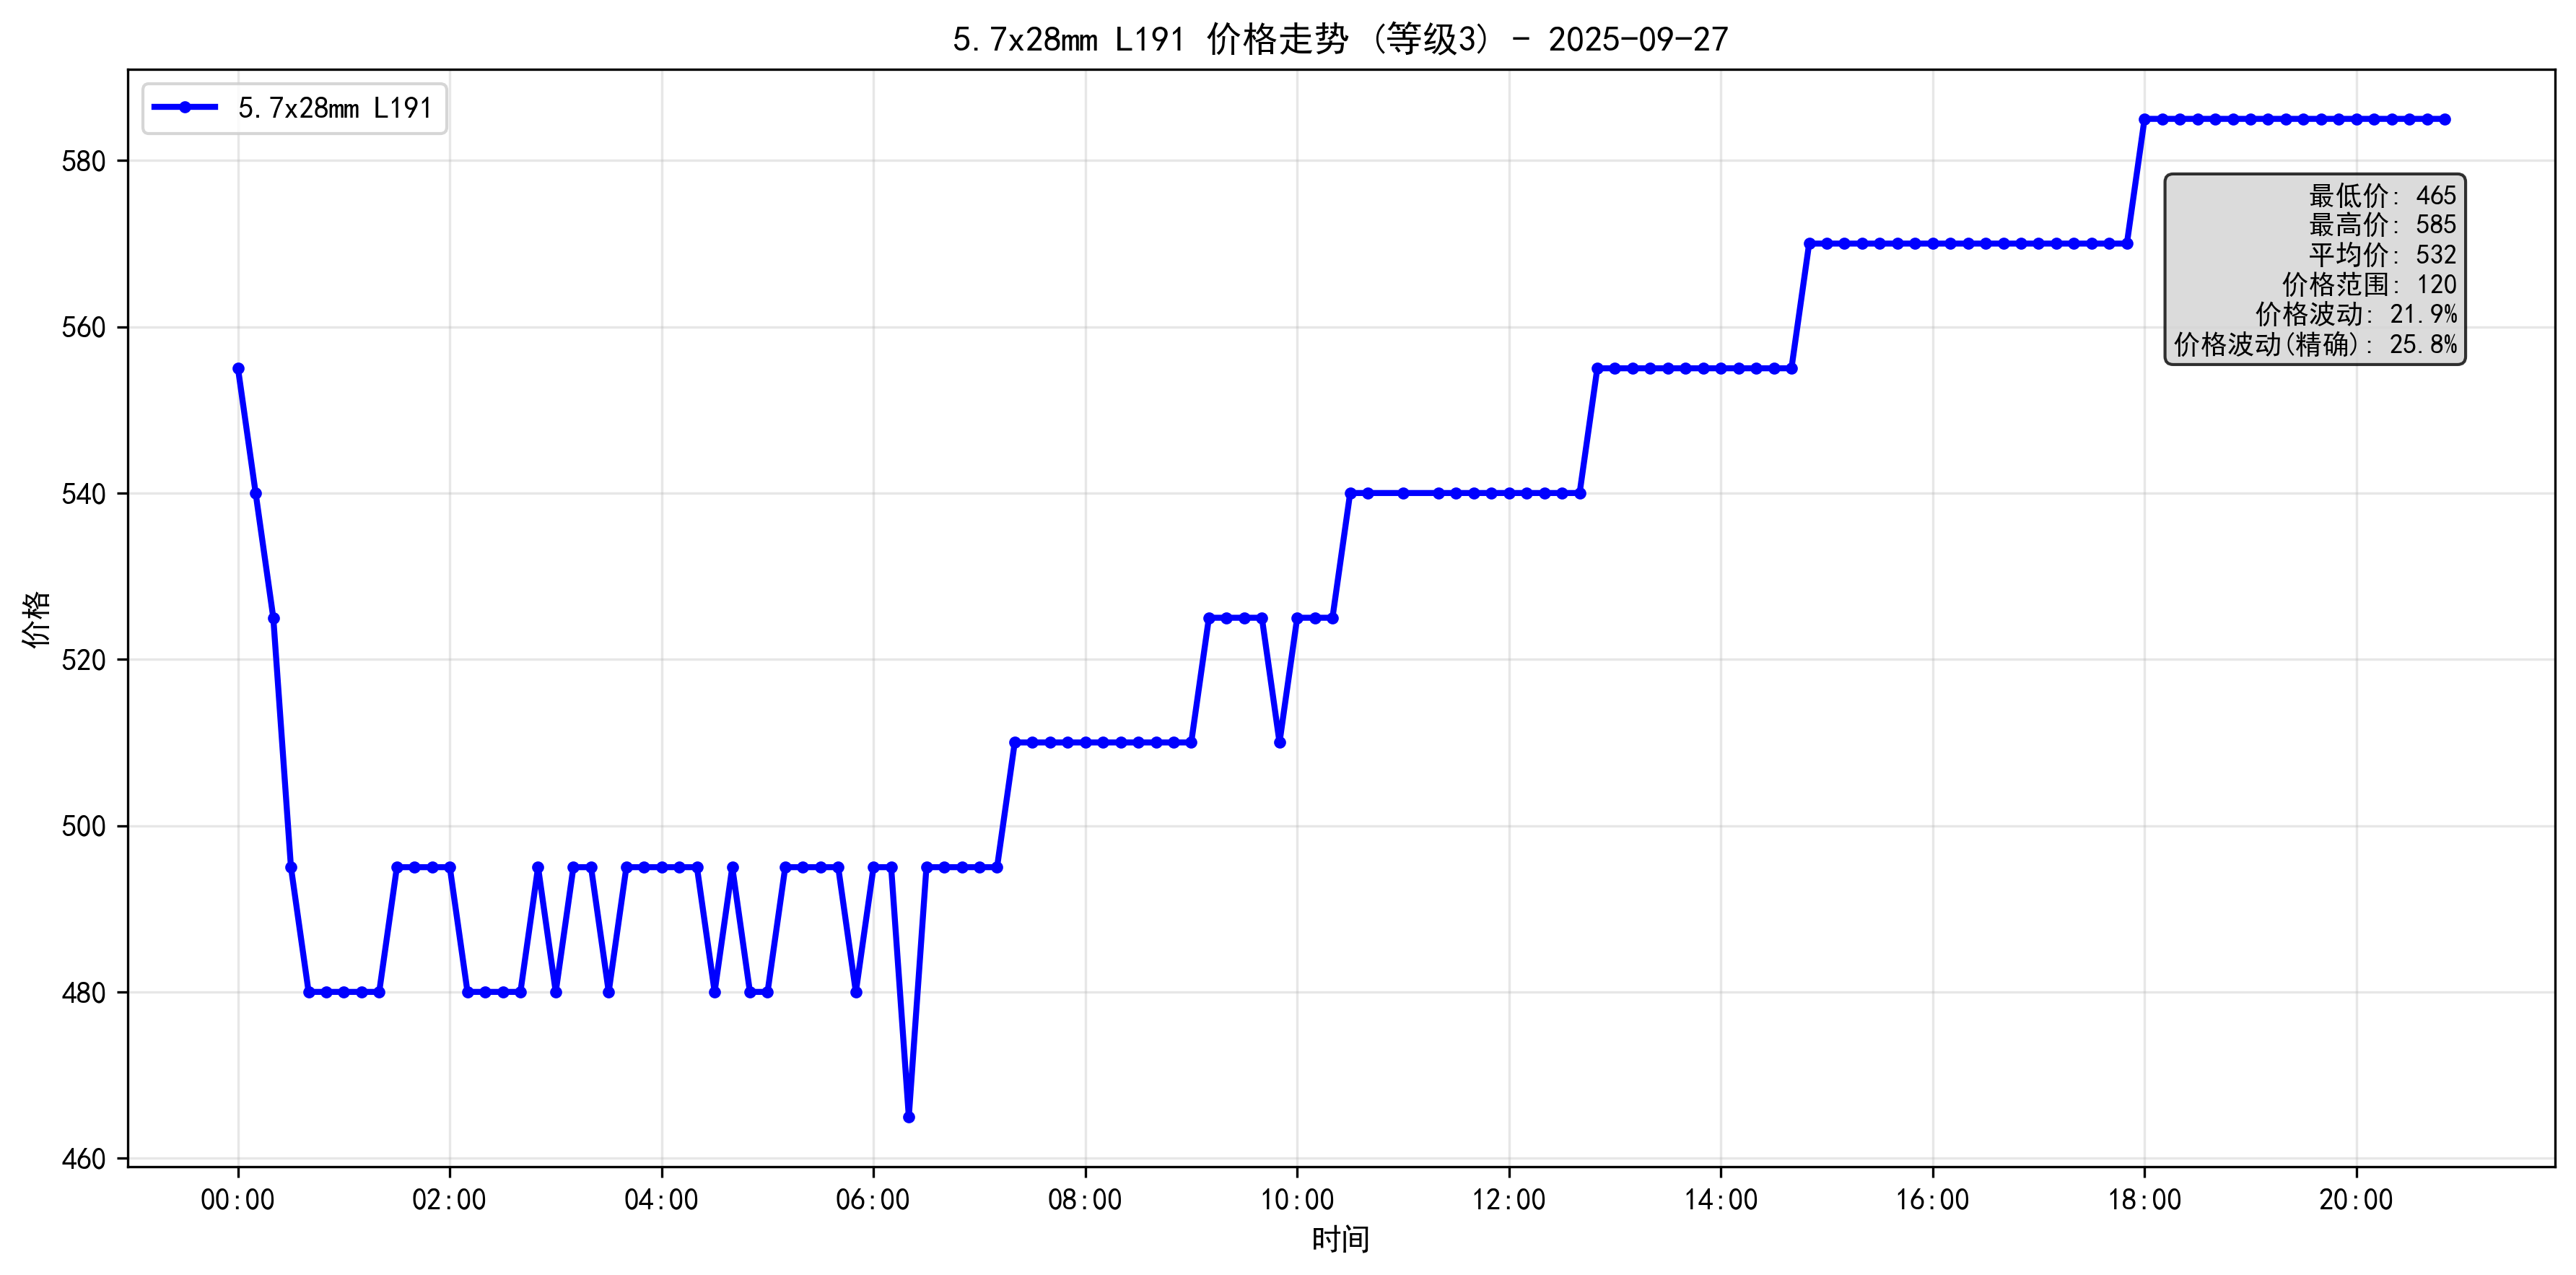 5.7x28mm L191 价格走势 (等级3) - 2025-09-27
5.7x28mm L191
580
560
540
520
500
480
460
价格
最低价: 465
最高价: 585
平均价: 532
价格范围: 120
价格波动: 21.9%
价格波动(精确): 25.8%
00:00 02:00 04:00 06:00 08:00 10:00 12:00 14:00 16:00 18:00 20:00
时间